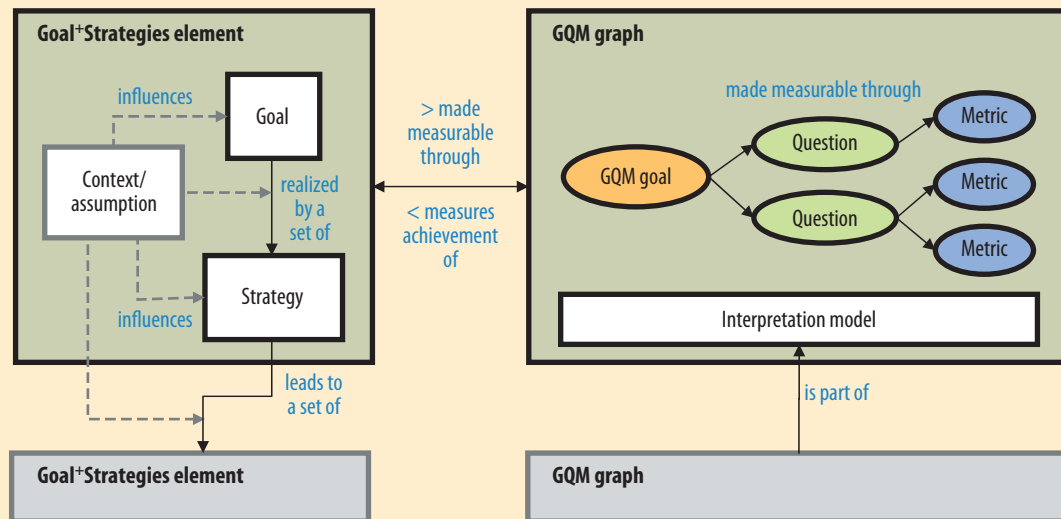 Goal+Strategies element
influences
Goal
Context/
assumption
realized
by a
set of
Strategy
influences
leads to
a set of
Goal+Strategies element
> made
measurable
through
< measures
achievement
of
GQM graph
made measurable through
Metric
Question
GQM goal
Metric
Question
Metric
Interpretation model
is part of
GQM graph